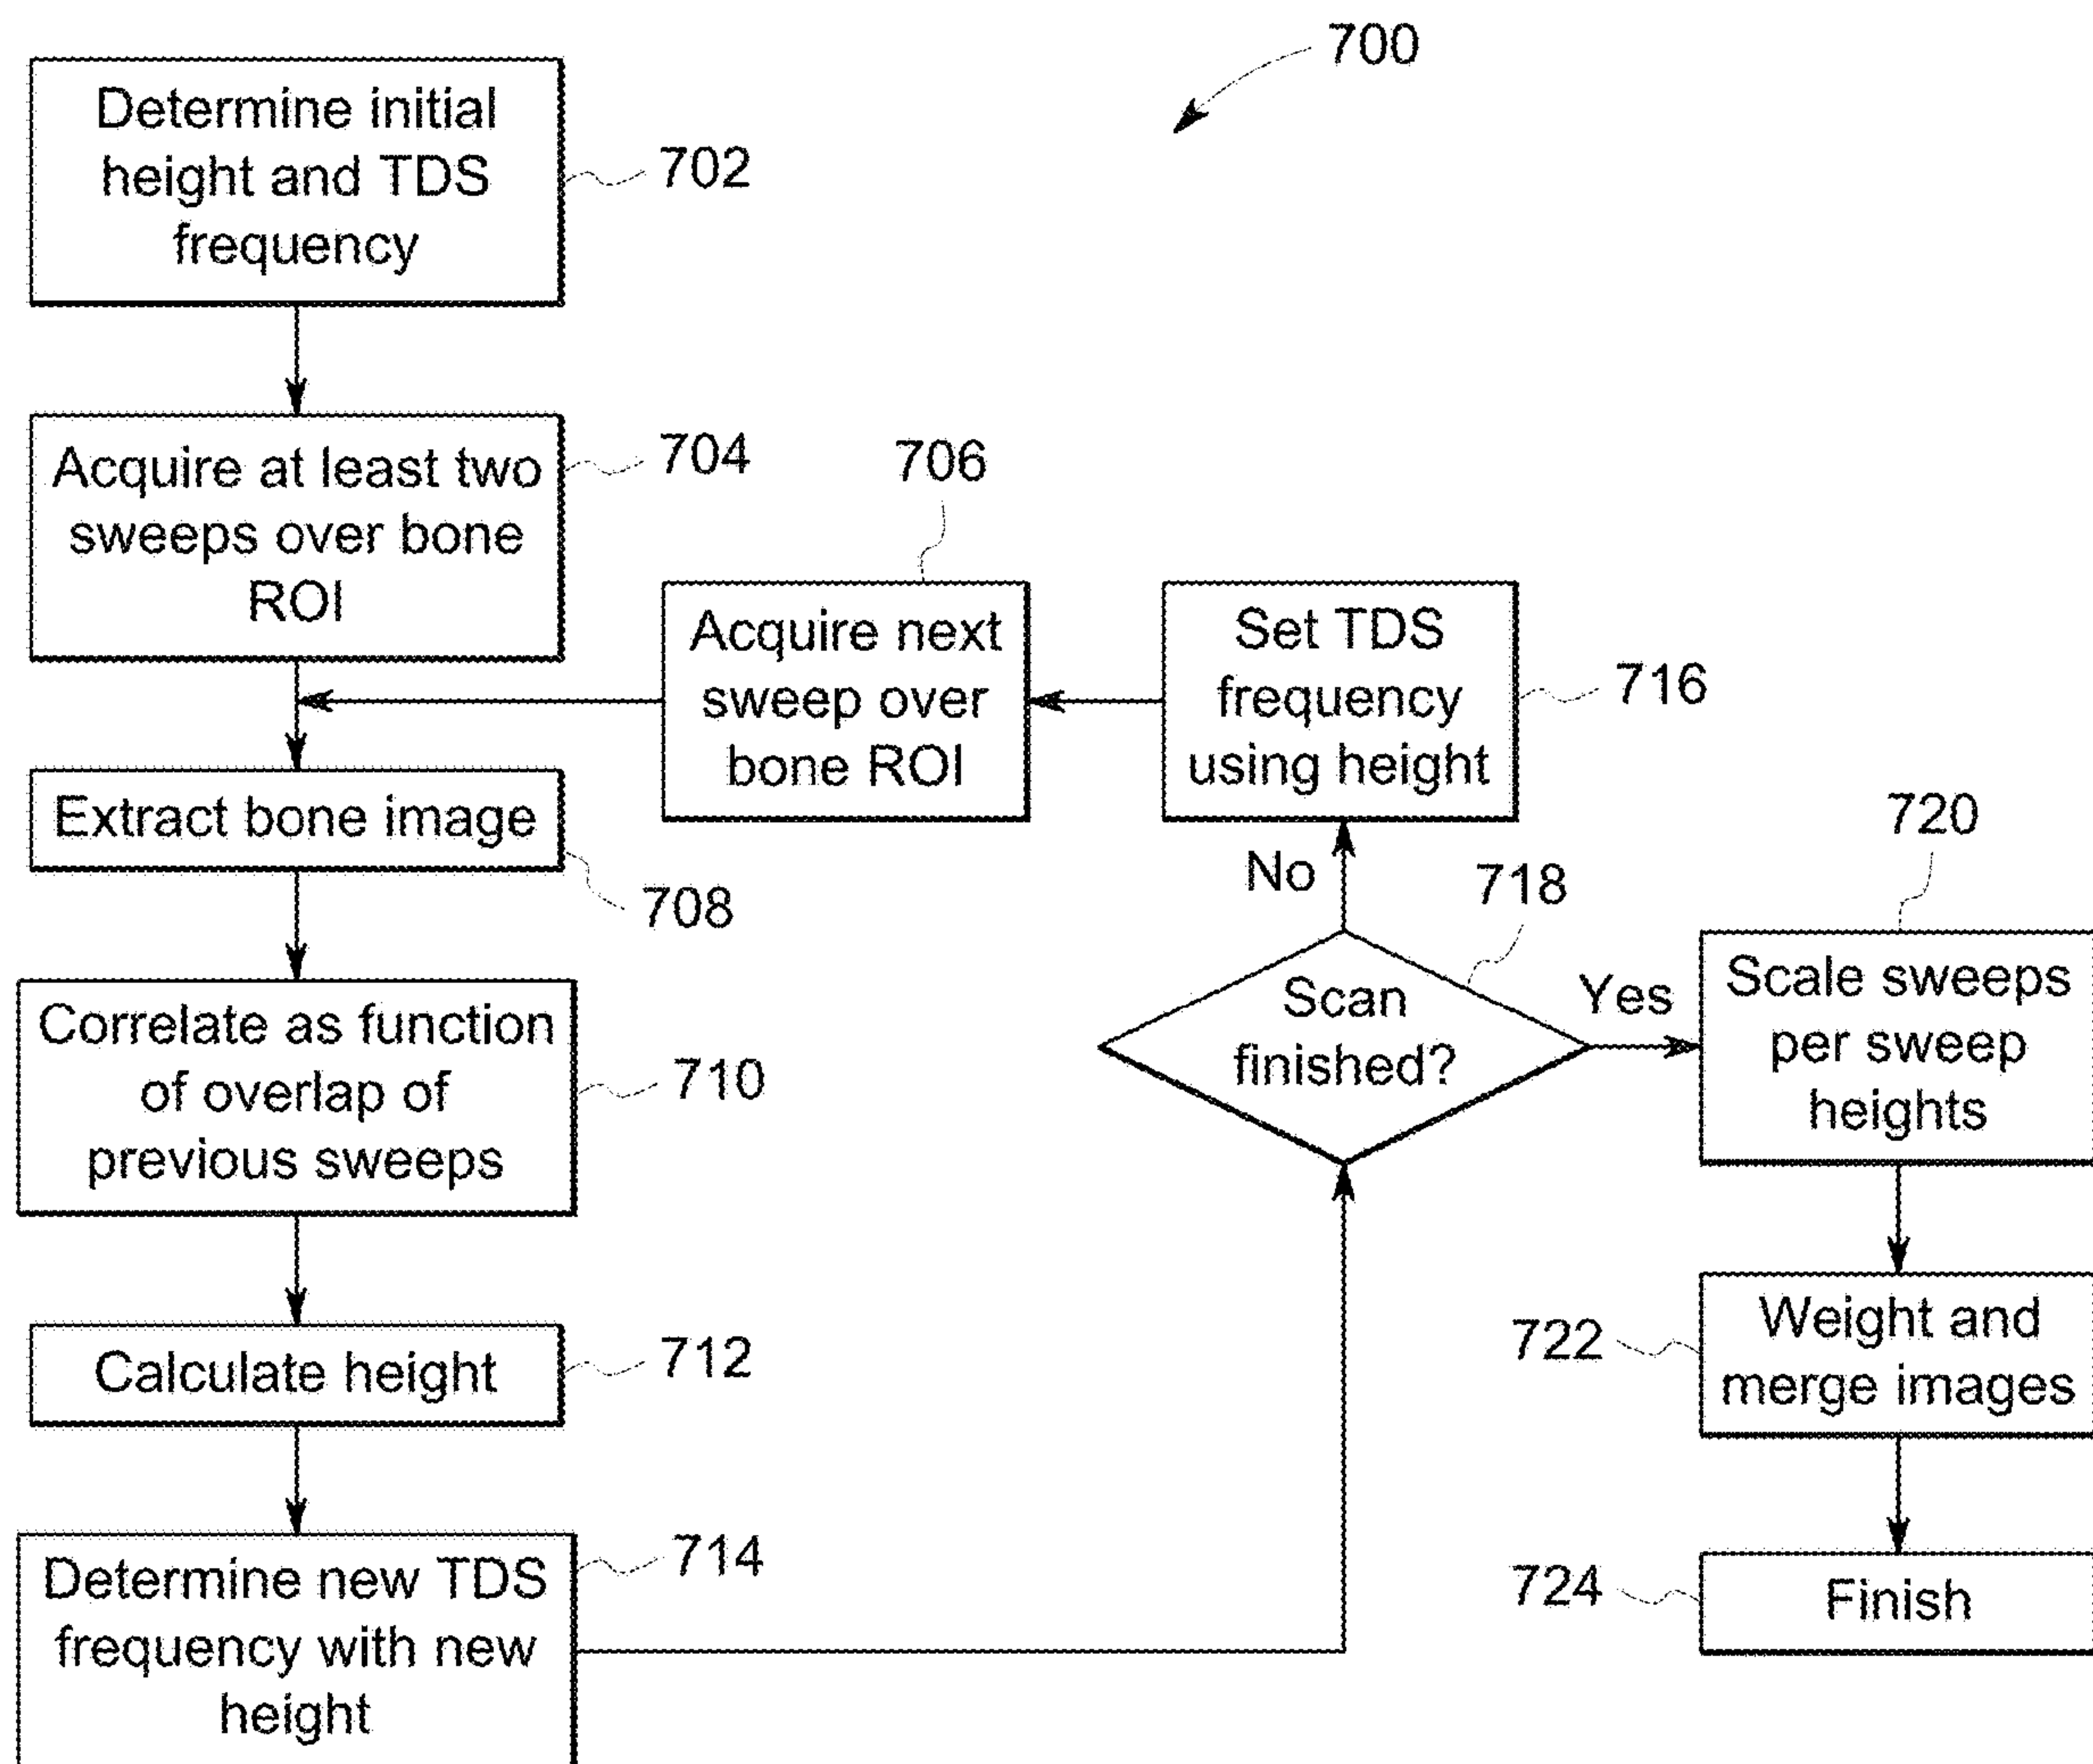 700
Determine initial
height and TDS
frequency
702
Acquire at least two
sweeps over bone
ROI
704
706
Acquire next
sweep over
bone ROI
Set TDS
frequency
using height
716
Extract bone image
708
No
718
720
Correlate as function
of overlap of
previous sweeps
710
Scan
finished?
Yes
Scale sweeps
per sweep
heights
Calculate height
712
722
Weight and
merge images
Determine new TDS
frequency with new
height
714
724
Finish